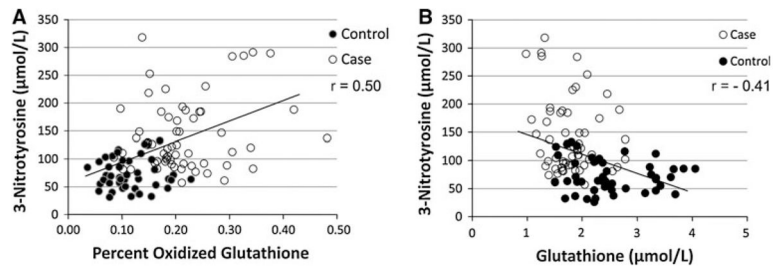 A
3-Nitrotyrosine (µmol/L)
350
300
250
200
150
100
50
0
0.00 0.10 0.20 0.30 0.40 0.50
Percent Oxidized Glutathione
Control
Case
r = 0.50
B
3-Nitrotyrosine (µmol/L)
350
300
250
200
150
100
50
0
0 1 2 3 4 5
Glutathione (µmol/L)
Case
Control
r = - 0.41